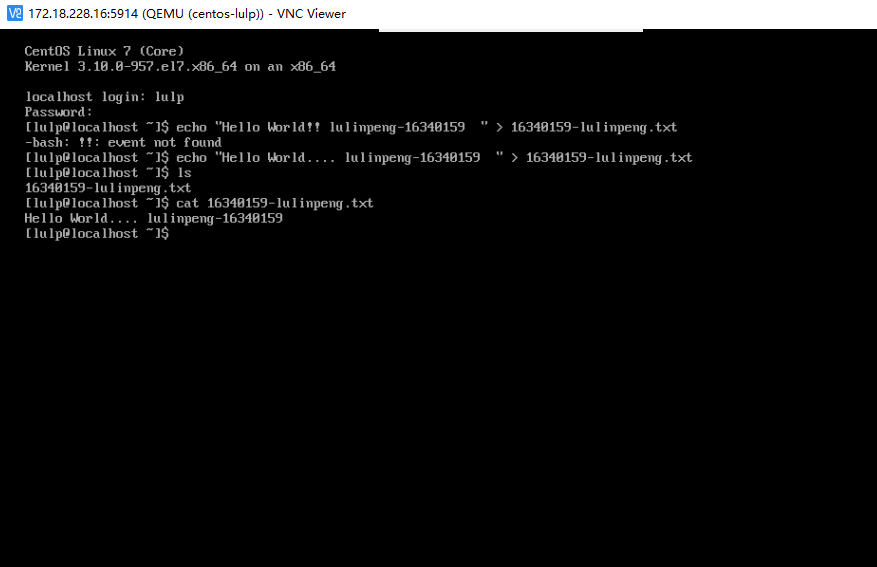 172.18.228.16:5914 (QEMU (centos-lulp)) - VNC Viewer
CentOS Linux 7 (Core)
Kernel 3.10.0-957.el7.x86_64 on an x86_64
localhost login: lulp
Password:
[lulp@localhost ~]$ echo "Hello World!! lulinpeng-16340159  " > 16340159-lulinpeng.txt
-bash: !!: event not found
[lulp@localhost ~]$ echo "Hello World.... lulinpeng-16340159  " > 16340159-lulinpeng.txt
[lulp@localhost ~]$ ls
16340159-lulinpeng.txt
[lulp@localhost ~]$ cat 16340159-lulinpeng.txt
Hello World.... lulinpeng-16340159
[lulp@localhost ~]$